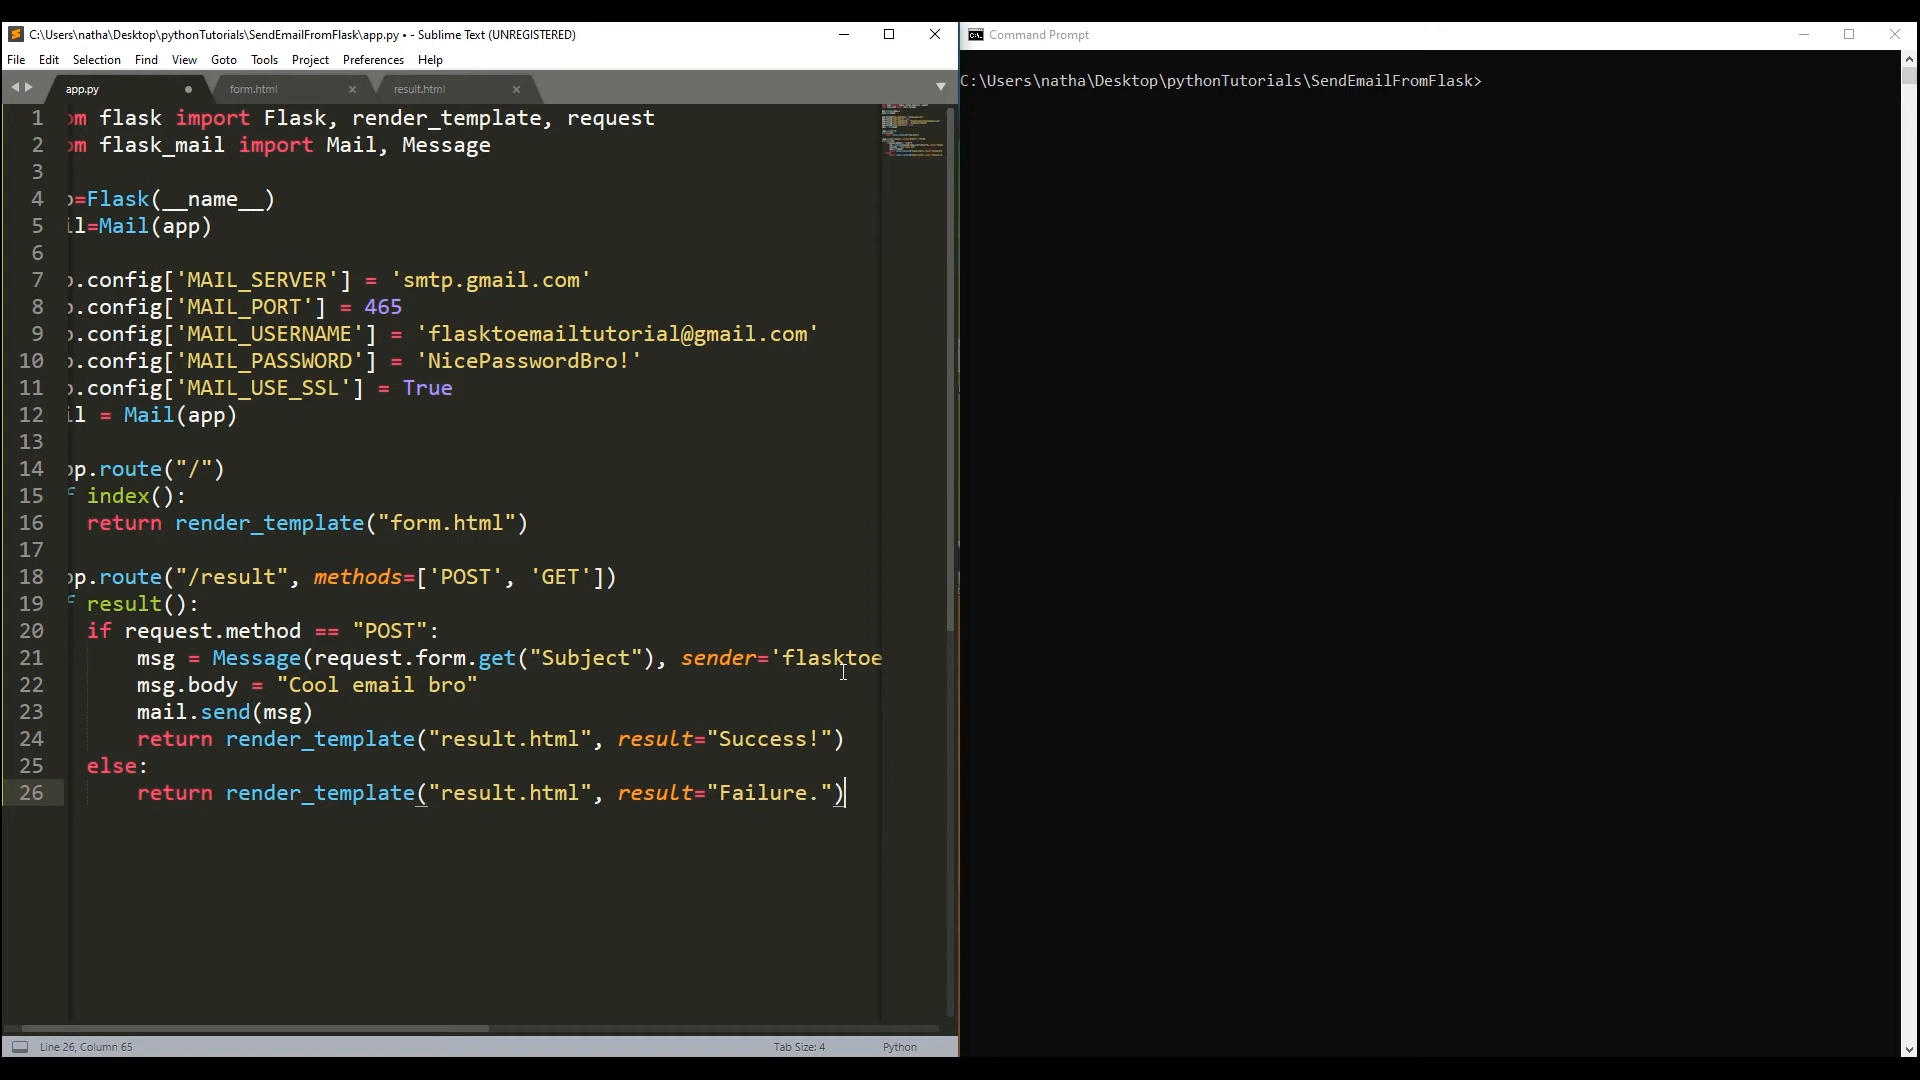 C:\Users\natha\Desktop\pythonTutorials\SendEmailFromFlask\app.py • - Sublime Text (UNREGISTERED)
File Edit Selection Find View Goto Tools Project Preferences Help
app.py form.html result.html
1 om flask import Flask, render_template, request
2 om flask_mail import Mail, Message
3
4 p=Flask(__name__)
5 il=Mail(app)
6
7 p.config['MAIL_SERVER'] = 'smtp.gmail.com'
8 p.config['MAIL_PORT'] = 465
9 p.config['MAIL_USERNAME'] = 'flasktoemailtutorial@gmail.com'
10 p.config['MAIL_PASSWORD'] = 'NicePasswordBro!'
11 p.config['MAIL_USE_SSL'] = True
12 il = Mail(app)
13
14 pp.route("/")
15 f index():
16 return render_template("form.html")
17
18 pp.route("/result", methods=['POST', 'GET'])
19 f result():
20 if request.method == "POST":
21 msg = Message(request.form.get("Subject"), sender='flasktoe
22 msg.body = "Cool email bro"
23 mail.send(msg)
24 return render_template("result.html", result="Success!")
25 else:
26 return render_template("result.html", result="Failure.")
Line 26, Column 65 Tab Size: 4 Python
Command Prompt
C:\Users\natha\Desktop\pythonTutorials\SendEmailFromFlask>